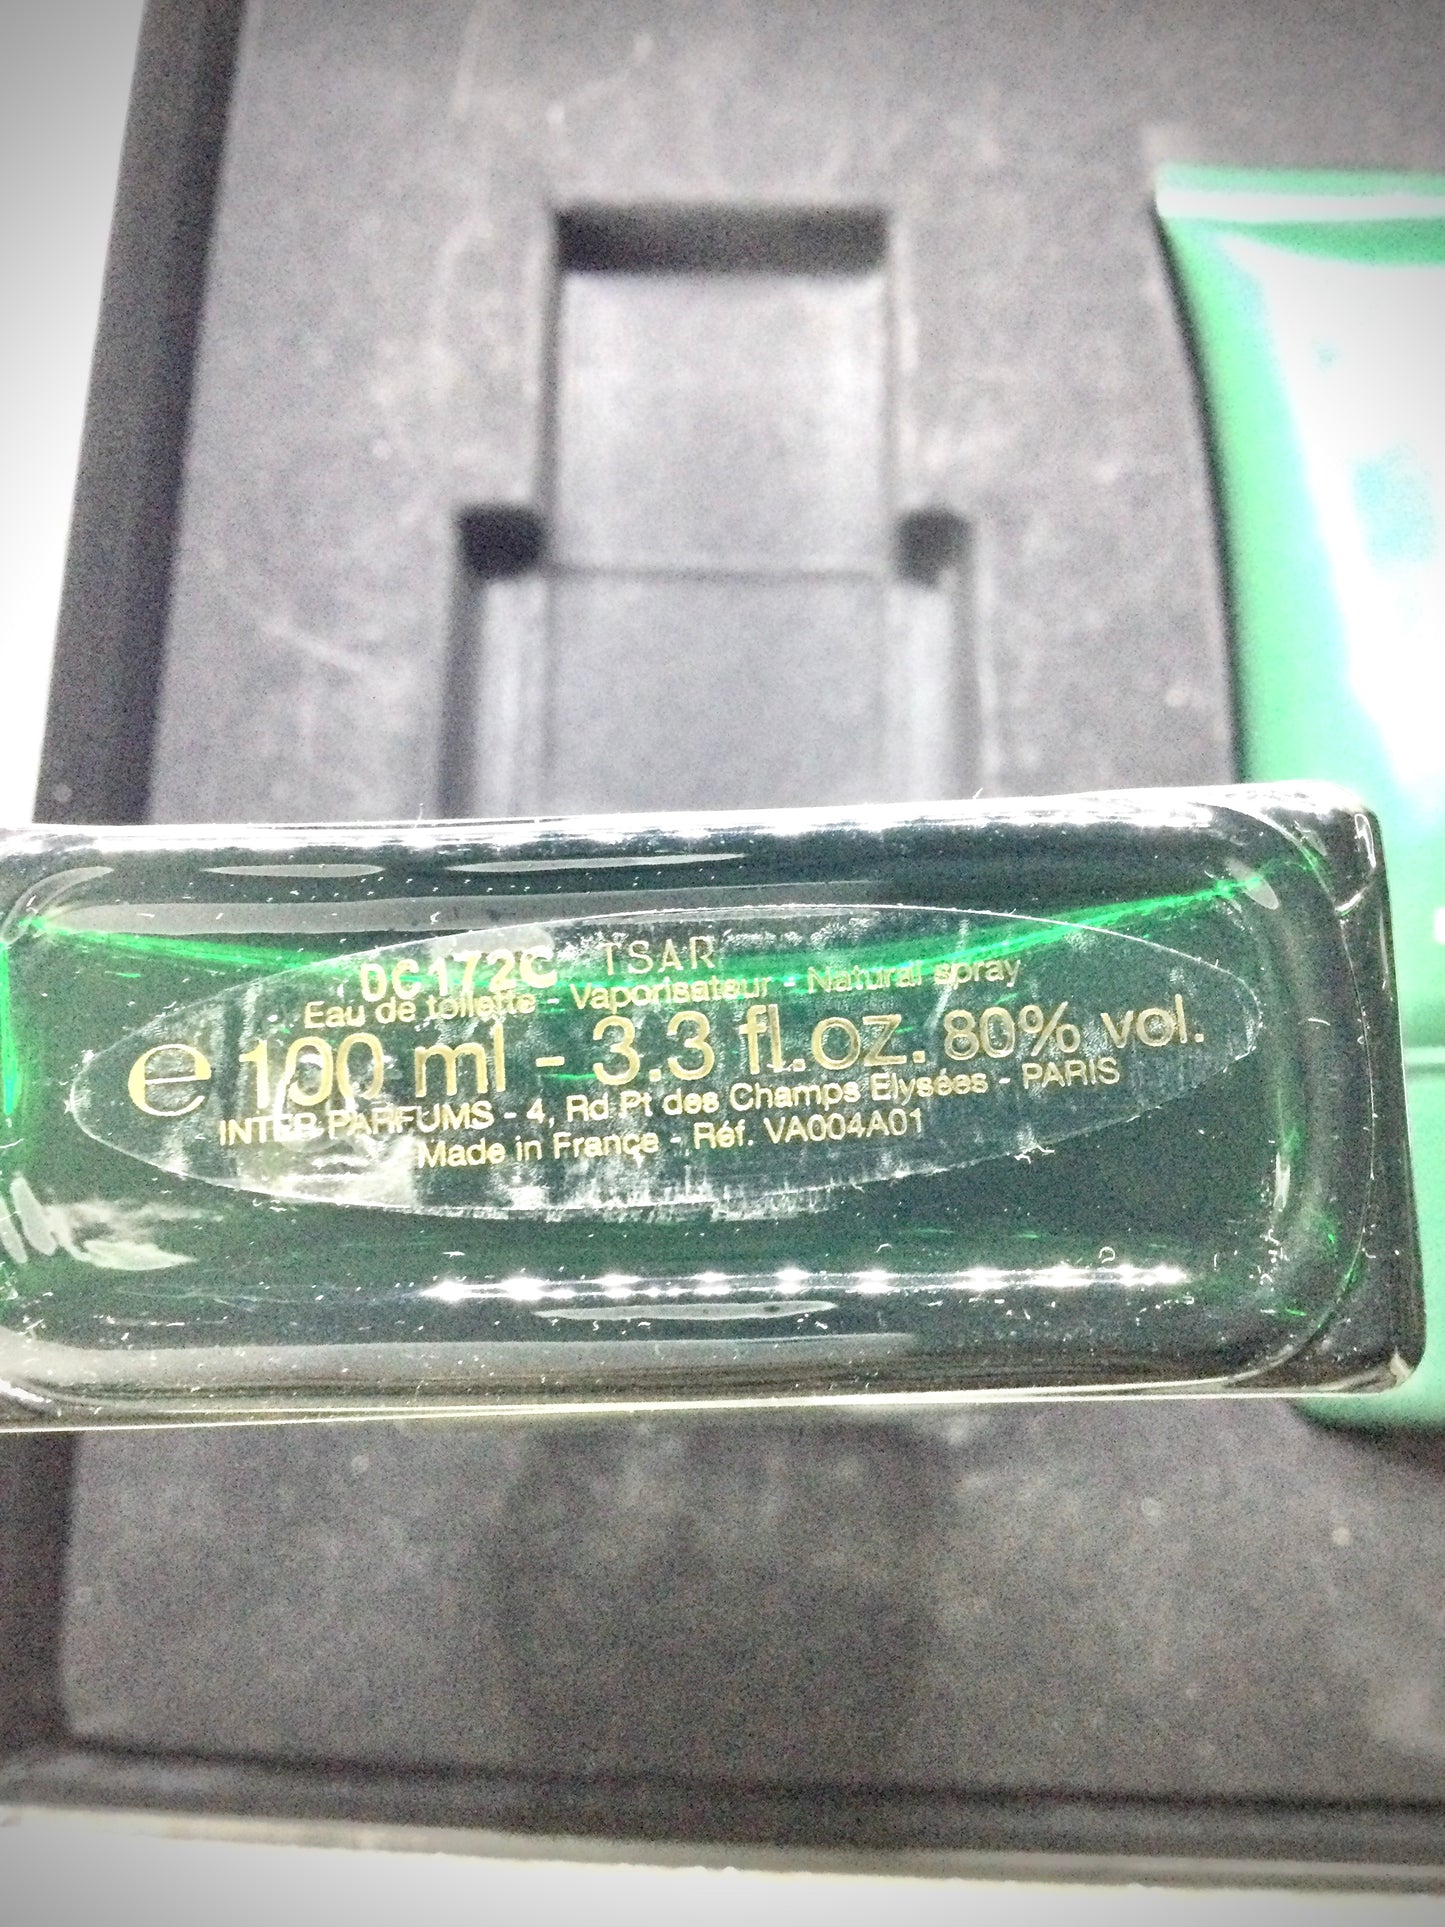 DC172C TSAR
Eau de toilette - Vaporisateur - Natural spray
e 100 ml - 3.3 fl.oz. 80% vol.
INTER PARFUMS - 4, Rd Pt des Champs Elysées - PARIS
Made in France - Réf. VA004A01